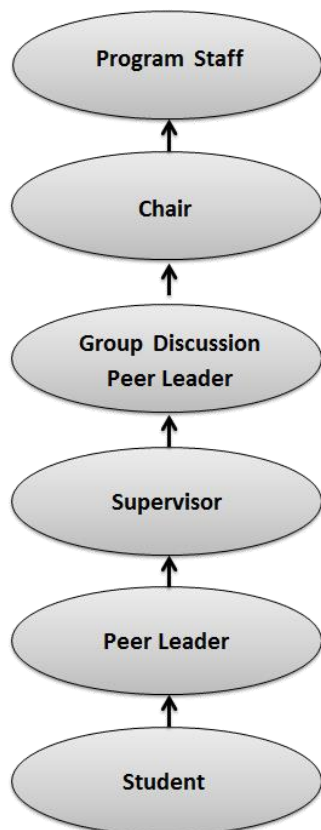 Program Staff
Chair
Group Discussion
Peer Leader
Supervisor
Peer Leader
Student